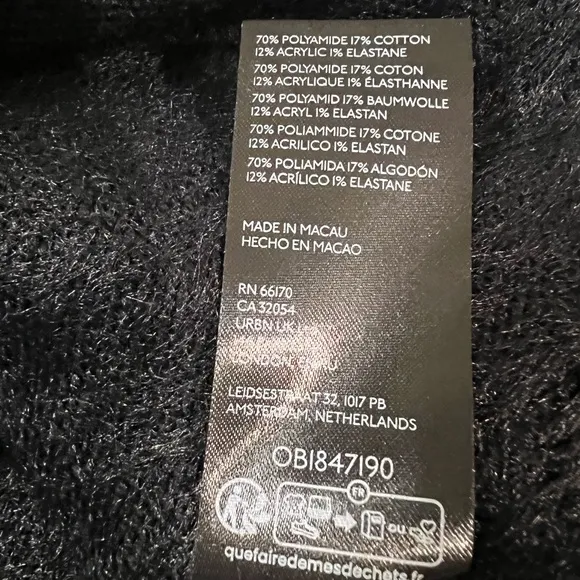 70% POLYAMIDE 17% COTTON
12% ACRYLIC 1% ELASTANE
70% POLYAMIDE 17% COTON
12% ACRYLIQUE 1% ÉLASTHANNE
70% POLYAMID 17% BAUMWOLLE
12% ACRYL 1% ELASTAN
70% POLIAMMIDE 17% COTONE
12% ACRILICO 1% ELASTAN
70% POLIAMIDA 17% ALGODÓN
12% ACRÍLICO 1% ELASTANE
MADE IN MACAU
HECHO EN MACAO
RN 66170
CA 32054
URBN UK
LONDON
LEIDSESTRAAT 32, 1017 PB
AMSTERDAM, NETHERLANDS
OB1847190
FR
OU
quefairedemesdechets.fr